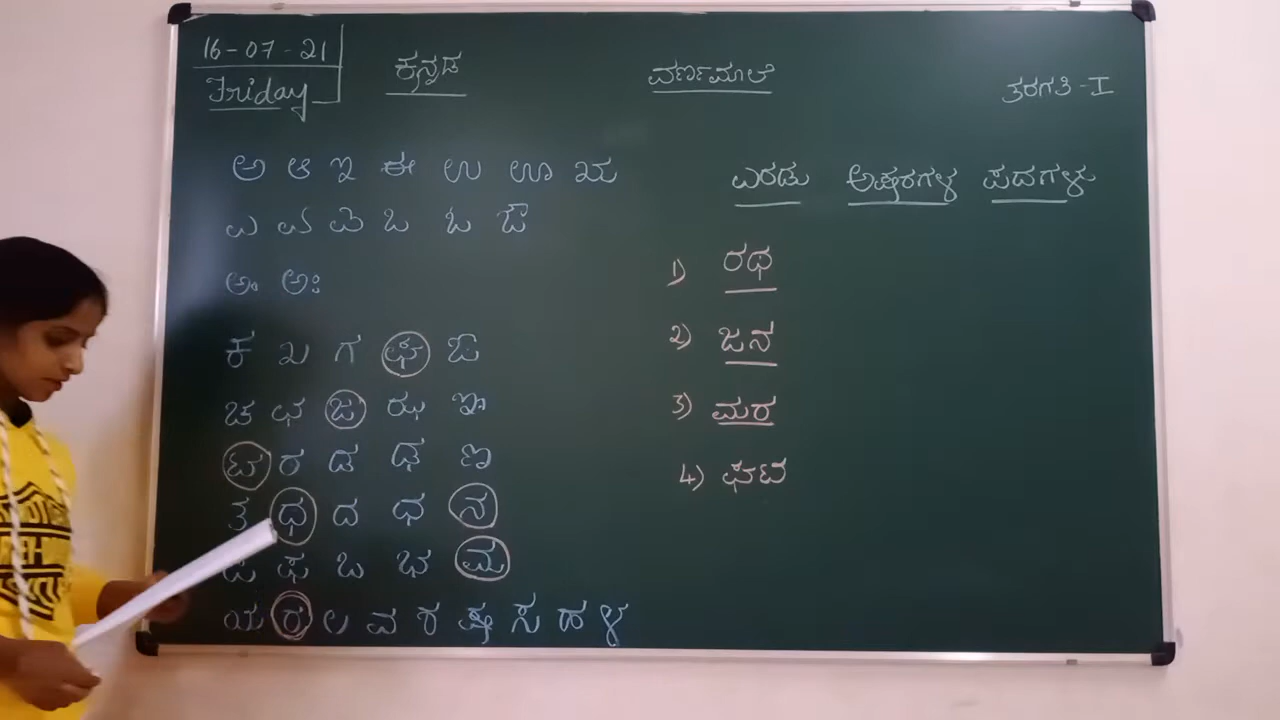 16-07-21
Friday
ಕನ್ನಡ
ವರ್ಣಮಾಲೆ
ತರಗತಿ-I
ಅ ಆ ಇ ಈ ಉ ಊ ಋ
ಎ ಏ ಐ ಒ ಓ ಔ
ಅಂ ಅಃ
ಕ ಖ ಗ ಘ ಙ
ಚ ಛ ಜ ಝ ಞ
ಟ ಠ ಡ ಢ ಣ
ತ ಥ ದ ಧ ನ
ಪ ಫ ಬ ಭ ಮ
ಯ ರ ಲ ವ ಶ ಷ ಸ ಹ ಳ
ಎರಡು ಅಕ್ಷರಗಳ ಪದಗಳು
1) ರಥ
2) ಜನ
3) ಮರ
4) ಘಟ